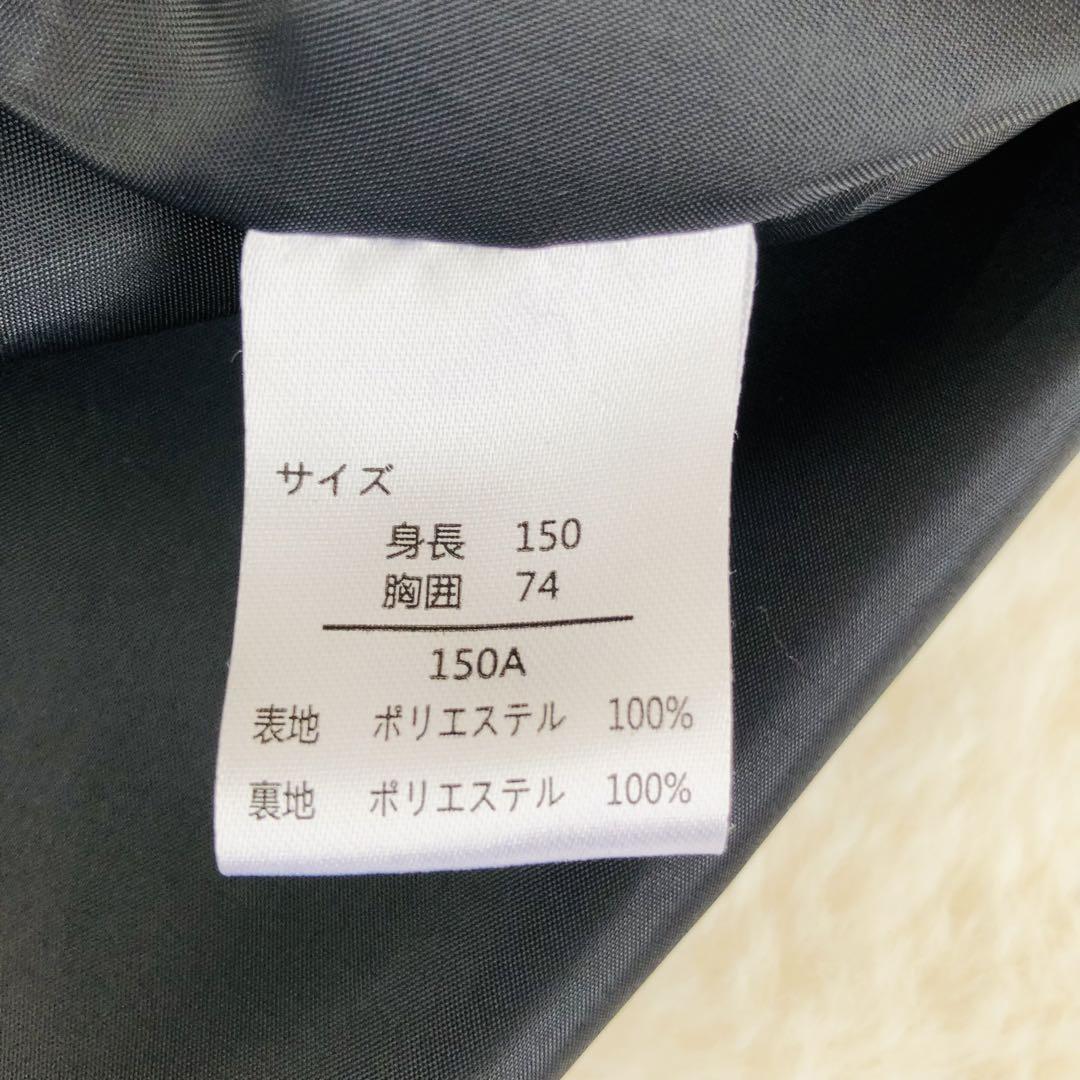 サイズ
身長 150
胸囲 74
150A
表地 ポリエステル 100%
裏地 ポリエステル 100%